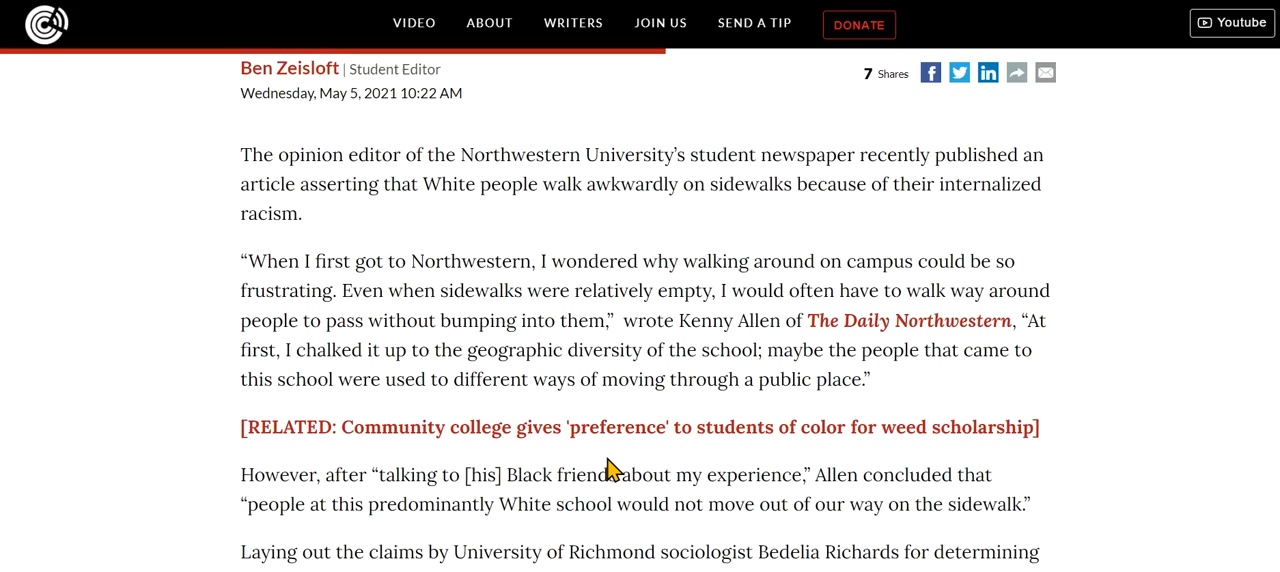 VIDEO ABOUT WRITERS JOIN US SEND A TIP DONATE Youtube
Ben Zeisloft | Student Editor
7 Shares
Wednesday, May 5, 2021 10:22 AM
The opinion editor of the Northwestern University’s student newspaper recently published an
article asserting that White people walk awkwardly on sidewalks because of their internalized
racism.
“When I first got to Northwestern, I wondered why walking around on campus could be so
frustrating. Even when sidewalks were relatively empty, I would often have to walk way around
people to pass without bumping into them,” wrote Kenny Allen of The Daily Northwestern, “At
first, I chalked it up to the geographic diversity of the school; maybe the people that came to
this school were used to different ways of moving through a public place.”
[RELATED: Community college gives 'preference' to students of color for weed scholarship]
However, after “talking to [his] Black friends about my experience,” Allen concluded that
“people at this predominantly White school would not move out of our way on the sidewalk.”
Laying out the claims by University of Richmond sociologist Bedelia Richards for determining